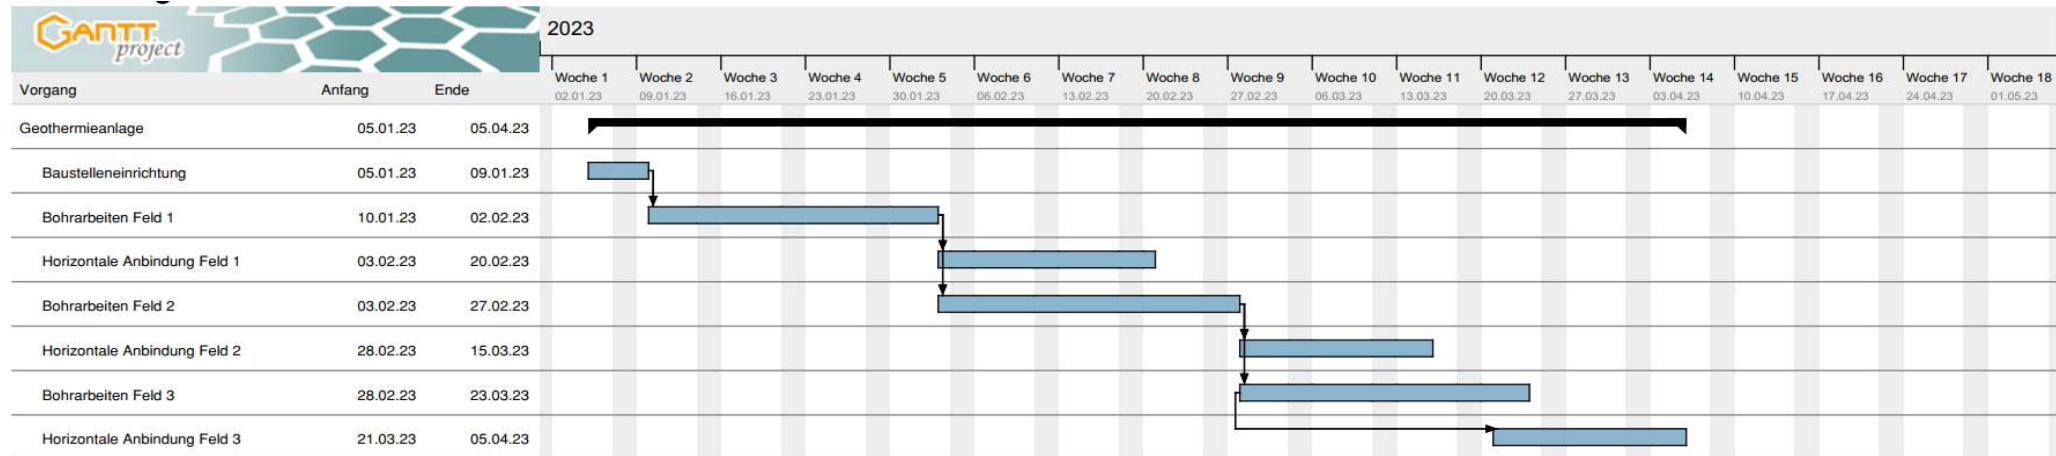 GANTT
project
2023
Vorgang Anfang Ende
Woche 1 Woche 2 Woche 3 Woche 4 Woche 5 Woche 6 Woche 7 Woche 8 Woche 9 Woche 10 Woche 11 Woche 12 Woche 13 Woche 14 Woche 15 Woche 16 Woche 17 Woche 18
02.01.23 09.01.23 16.01.23 23.01.23 30.01.23 06.02.23 13.02.23 20.02.23 27.02.23 06.03.23 13.03.23 20.03.23 27.03.23 03.04.23 10.04.23 17.04.23 24.04.23 01.05.23
Geothermieanlage 05.01.23 05.04.23
Baustelleneinrichtung 05.01.23 09.01.23
Bohrarbeiten Feld 1 10.01.23 02.02.23
Horizontale Anbindung Feld 1 03.02.23 20.02.23
Bohrarbeiten Feld 2 03.02.23 27.02.23
Horizontale Anbindung Feld 2 28.02.23 15.03.23
Bohrarbeiten Feld 3 28.02.23 23.03.23
Horizontale Anbindung Feld 3 21.03.23 05.04.23